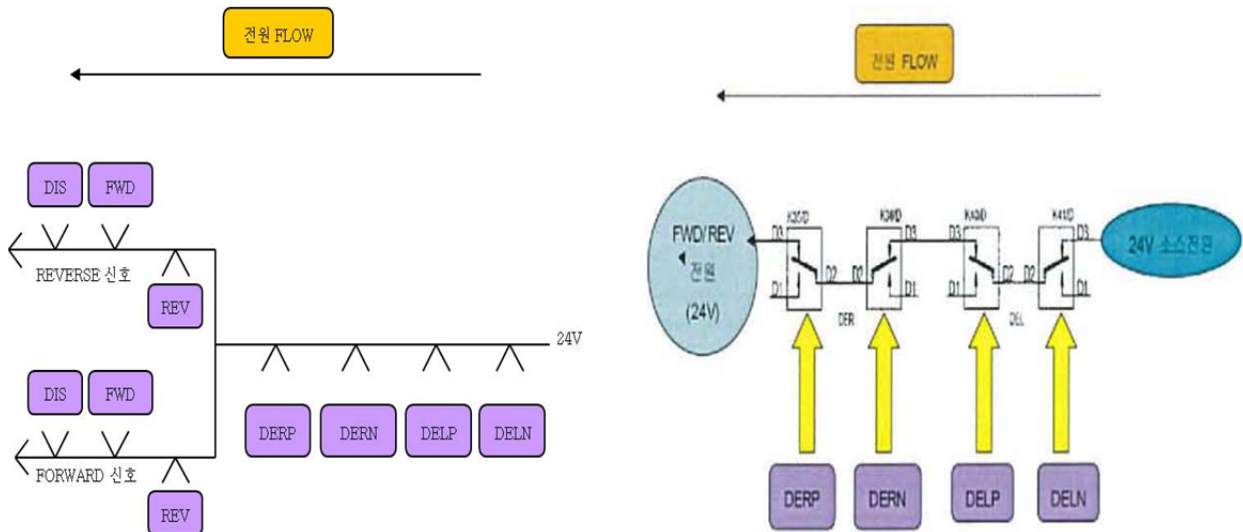 전원 FLOW
DIS
FWD
REVERSE 신호
REV
24V
DIS
FWD
DERP
DERN
DELP
DELN
FORWARD 신호
REV
전원 FLOW
FWD/REV
전원
(24V)
D3
D3
D3
D3
24V 소스전원
D2
D2
D2
D2
D1
D1
D1
D1
DER
DEL
DERP
DERN
DELP
DELN